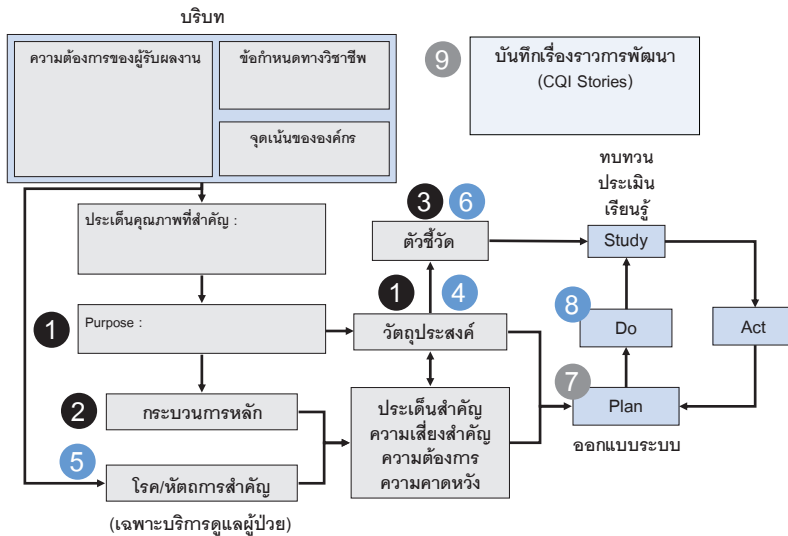 บริบท
ความต้องการของผู้รับผลงาน
ข้อกำหนดทางวิชาชีพ
จุดเน้นขององค์กร
9
บันทึกเรื่องราวการพัฒนา
(CQI Stories)
ทบทวน
ประเมิน
เรียนรู้
ประเด็นคุณภาพที่สำคัญ :
3 6
ตัวชี้วัด
Study
1
Purpose :
1 4
วัตถุประสงค์
8
Do
Act
2
กระบวนการหลัก
ประเด็นสำคัญ
ความเสี่ยงสำคัญ
ความต้องการ
ความคาดหวัง
7
Plan
ออกแบบระบบ
5
โรค/หัตถการสำคัญ
(เฉพาะบริการดูแลผู้ป่วย)